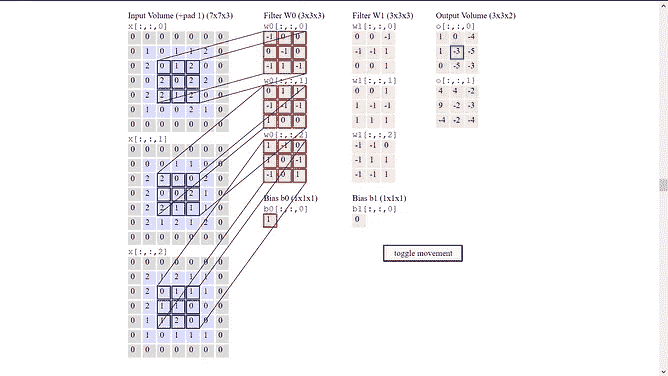 Input Volume (+pad 1) (7x7x3)
x[:,:,0]
0 0 0 0 0 0 0
0 1 0 1 1 2 0
0 2 0 1 2 0 0
0 0 2 0 2 2 0
0 2 2 1 2 0 0
0 1 0 0 2 1 0
0 0 0 0 0 0 0
x[:,:,1]
0 0 0 0 0 0 0
0 0 0 1 1 0 0
0 2 2 0 0 2 0
0 0 0 0 2 1 0
0 2 2 1 1 1 0
0 2 1 2 1 2 0
0 0 0 0 0 0 0
x[:,:,2]
0 0 0 0 0 0 0
0 2 1 2 1 1 0
0 2 0 1 1 1 0
0 2 1 1 0 0 0
0 1 1 2 0 0 0
0 1 0 1 1 1 0
0 0 0 0 0 0 0
Filter W0 (3x3x3)
w0[:,:,0]
-1 0 0
0 -1 0
-1 1 -1
w0[:,:,1]
0 1 1
-1 -1 -1
1 0 0
w0[:,:,2]
1 -1 0
1 0 -1
-1 0 1
Bias b0 (1x1x1)
b0[:,:,0]
1
Filter W1 (3x3x3)
w1[:,:,0]
0 0 -1
-1 -1 1
0 0 1
w1[:,:,1]
0 0 1
1 -1 -1
1 1 1
w1[:,:,2]
-1 -1 0
-1 1 1
-1 1 1
Bias b1 (1x1x1)
b1[:,:,0]
0
Output Volume (3x3x2)
o[:,:,0]
1 0 -4
1 -3 -5
0 -5 -3
o[:,:,1]
4 4 -2
9 -2 -3
-4 -2 -4
toggle movement